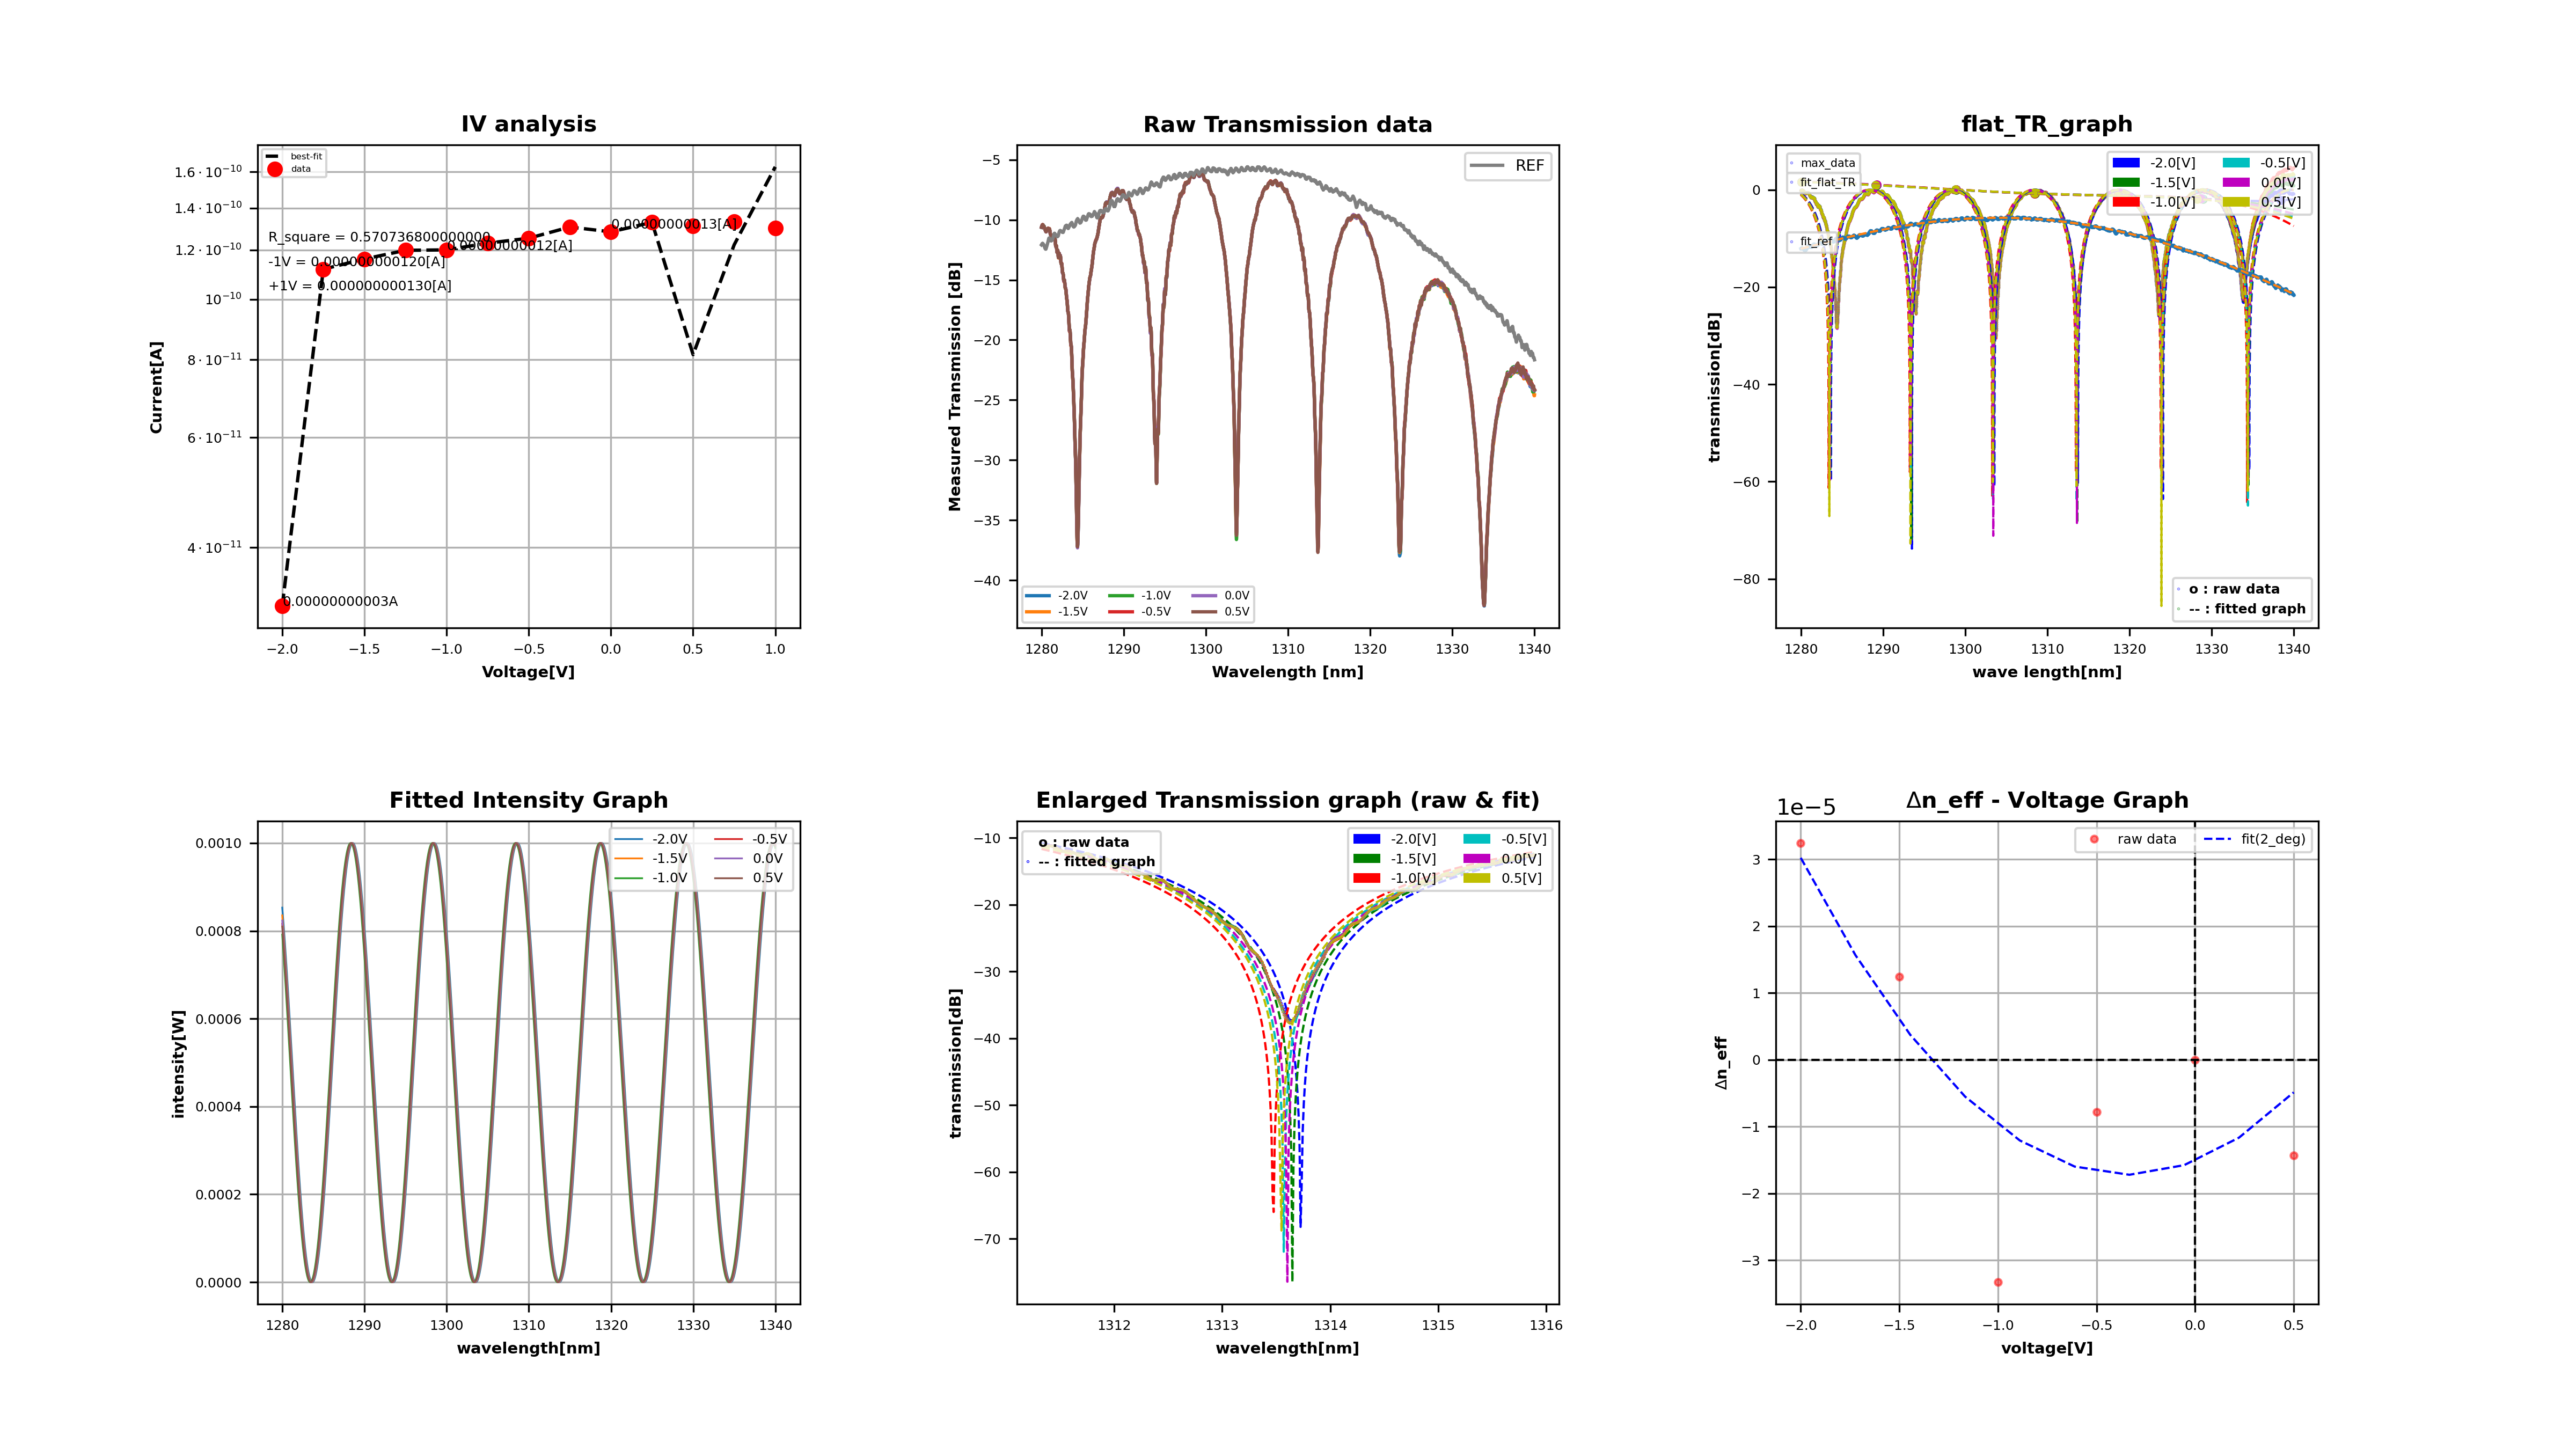 IV analysis
best-fit
data
1.6·10⁻¹⁰
1.4·10⁻¹⁰
1.2·10⁻¹⁰
10⁻¹⁰
8·10⁻¹¹
6·10⁻¹¹
4·10⁻¹¹
R_square = 0.570736800000000
-1V = 0.000000000120[A]
+1V = 0.000000000130[A]
0.00000000013[A]
0.00000000012[A]
0.00000000003A
Current[A]
−2.0 −1.5 −1.0 −0.5 0.0 0.5 1.0
Voltage[V]
Raw Transmission data
REF
−5
−10
−15
−20
−25
−30
−35
−40
Measured Transmission [dB]
-2.0V -1.0V 0.0V
-1.5V -0.5V 0.5V
1280 1290 1300 1310 1320 1330 1340
Wavelength [nm]
flat_TR_graph
max_data
fit_flat_TR
fit_ref
-2.0[V] -0.5[V]
-1.5[V] 0.0[V]
-1.0[V] 0.5[V]
0
−20
−40
−60
−80
transmission[dB]
o : raw data
-- : fitted graph
1280 1290 1300 1310 1320 1330 1340
wave length[nm]
Fitted Intensity Graph
-2.0V -0.5V
-1.5V 0.0V
-1.0V 0.5V
0.0010
0.0008
0.0006
0.0004
0.0002
0.0000
intensity[W]
1280 1290 1300 1310 1320 1330 1340
wavelength[nm]
Enlarged Transmission graph (raw & fit)
o : raw data
-- : fitted graph
-2.0[V] -0.5[V]
-1.5[V] 0.0[V]
-1.0[V] 0.5[V]
−10
−20
−30
−40
−50
−60
−70
transmission[dB]
1312 1313 1314 1315 1316
wavelength[nm]
1e−5
Δn_eff - Voltage Graph
raw data fit(2_deg)
3
2
1
0
−1
−2
−3
Δn_eff
−2.0 −1.5 −1.0 −0.5 0.0 0.5
voltage[V]